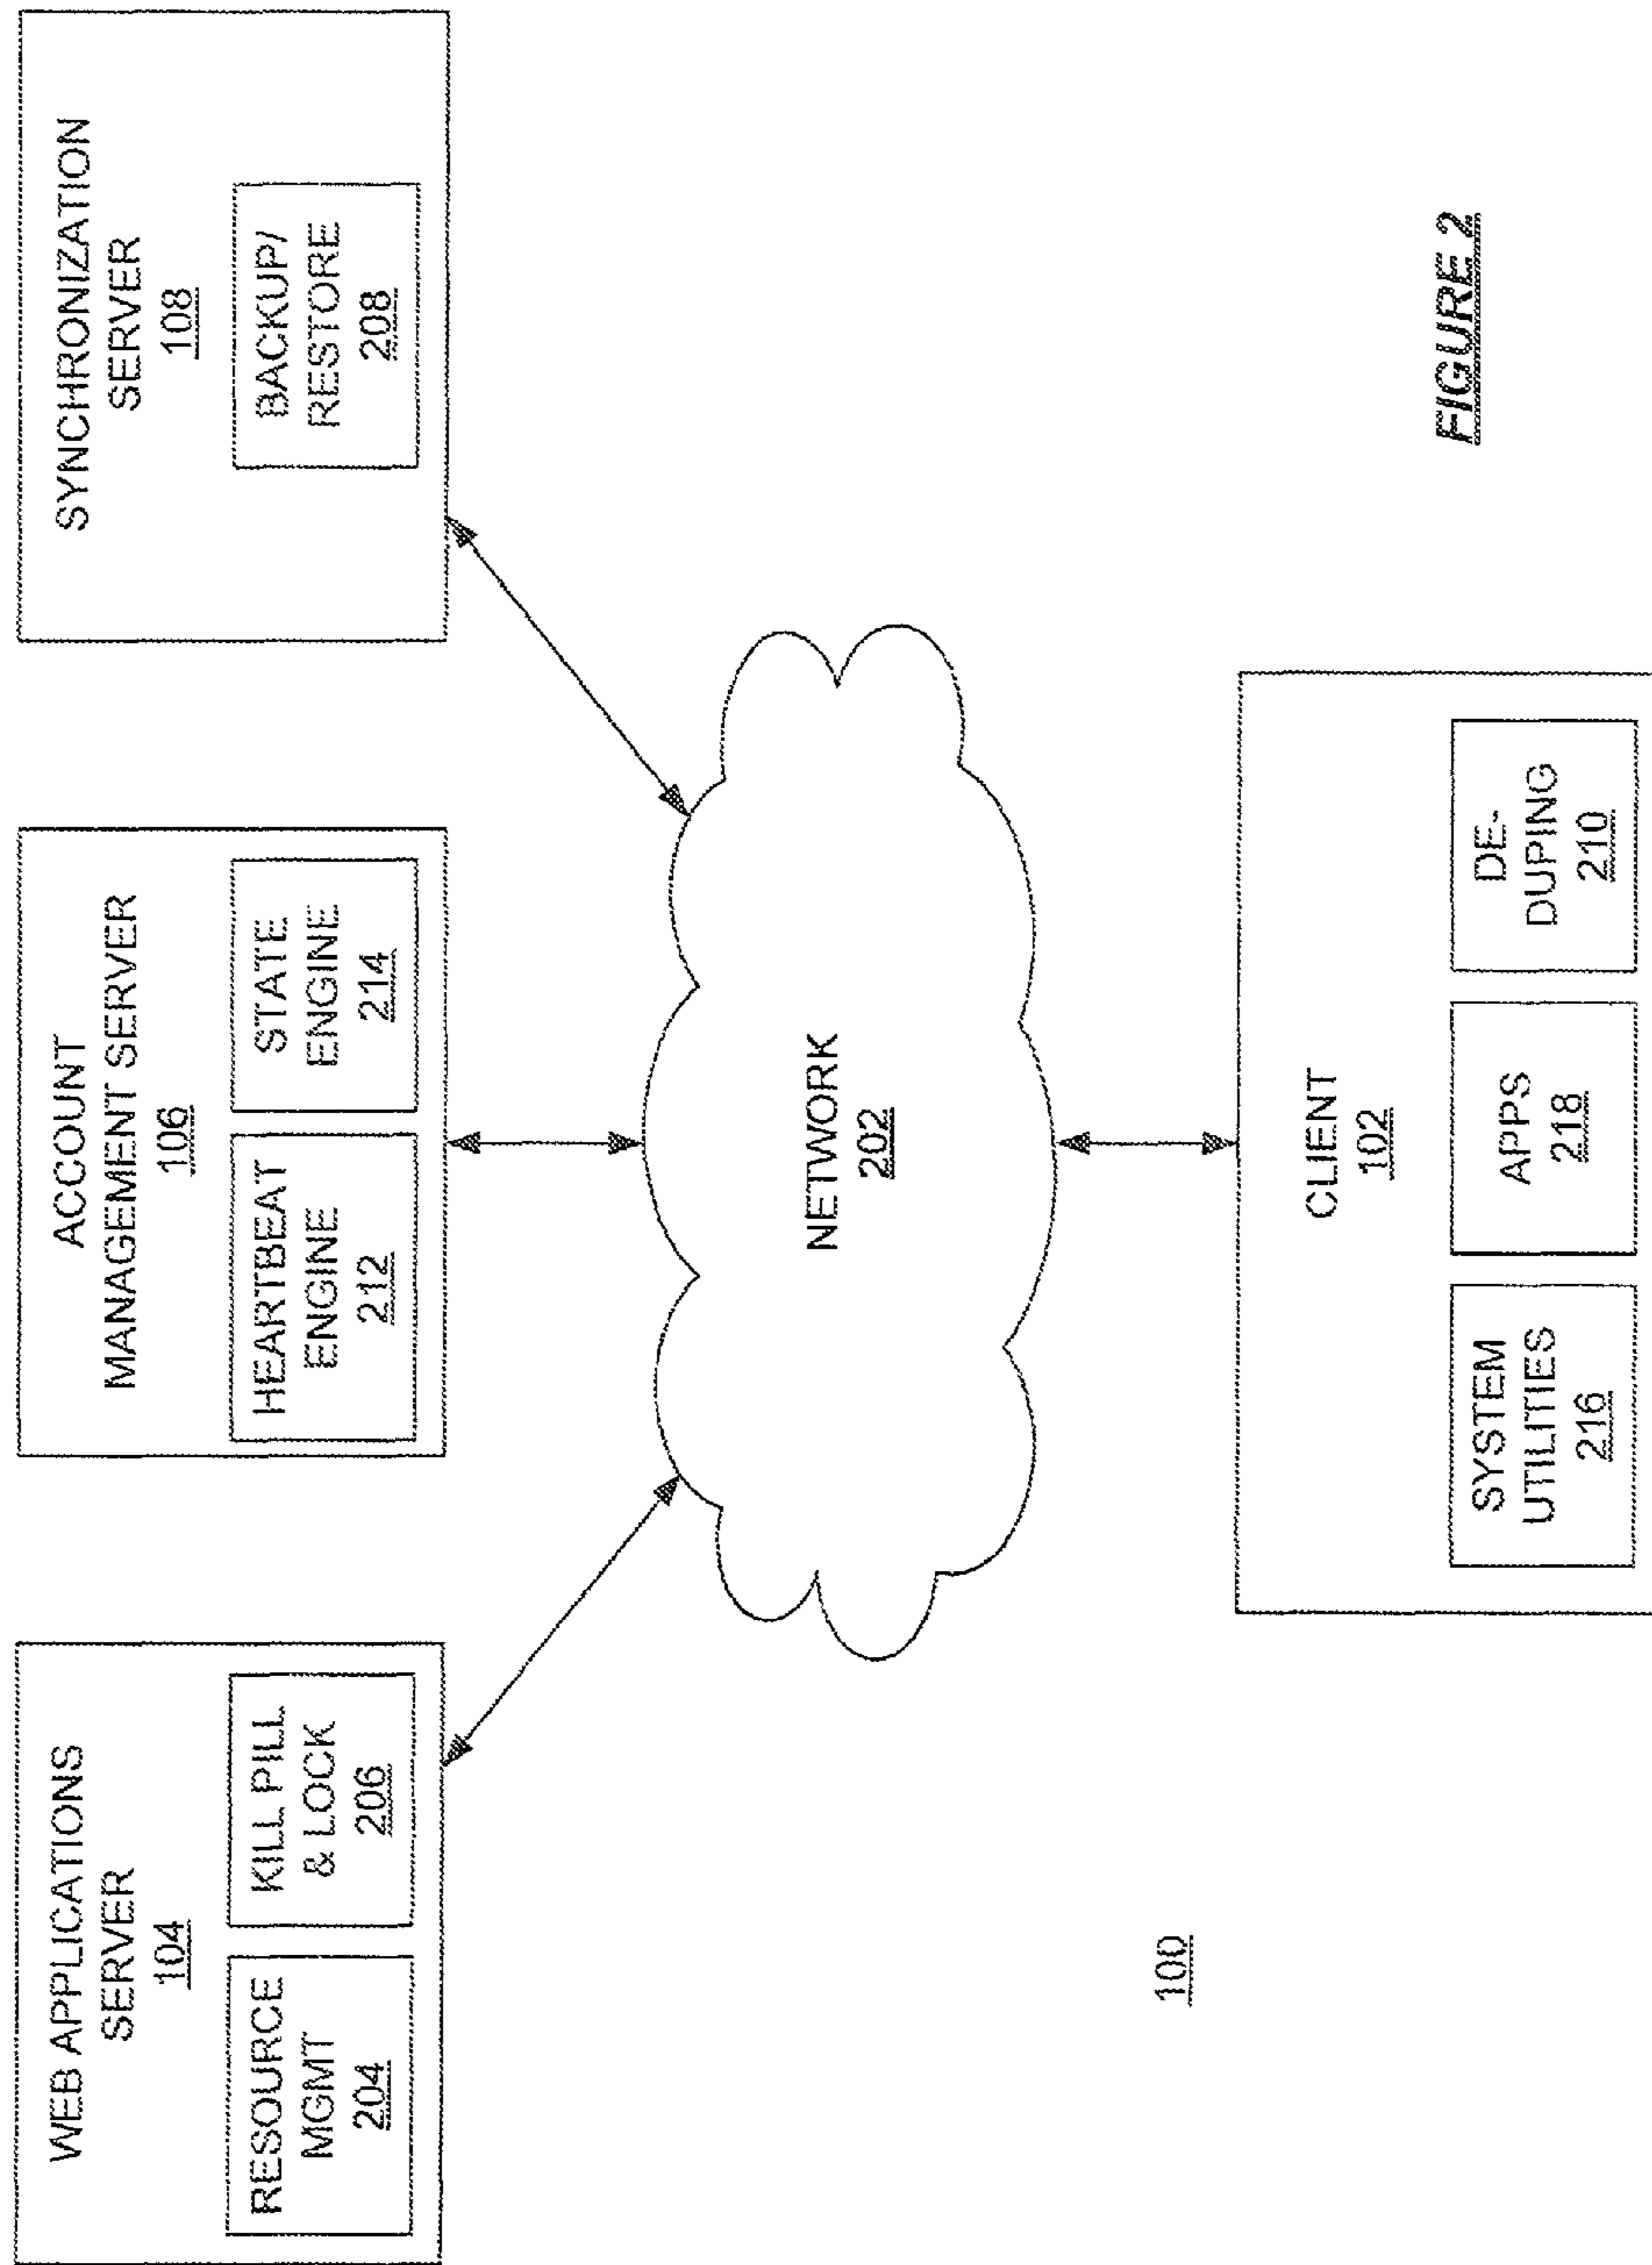 WEB APPLICATIONS
SERVER
104
RESOURCE
MGMT
204
KILL PILL
& LOCK
206
ACCOUNT
MANAGEMENT SERVER
106
HEARTBEAT
ENGINE
212
STATE
ENGINE
214
SYNCHRONIZATION
SERVER
108
BACKUP/
RESTORE
208
NETWORK
202
100
CLIENT
102
SYSTEM
UTILITIES
216
APPS
218
DE-
DUPING
210
FIGURE 2